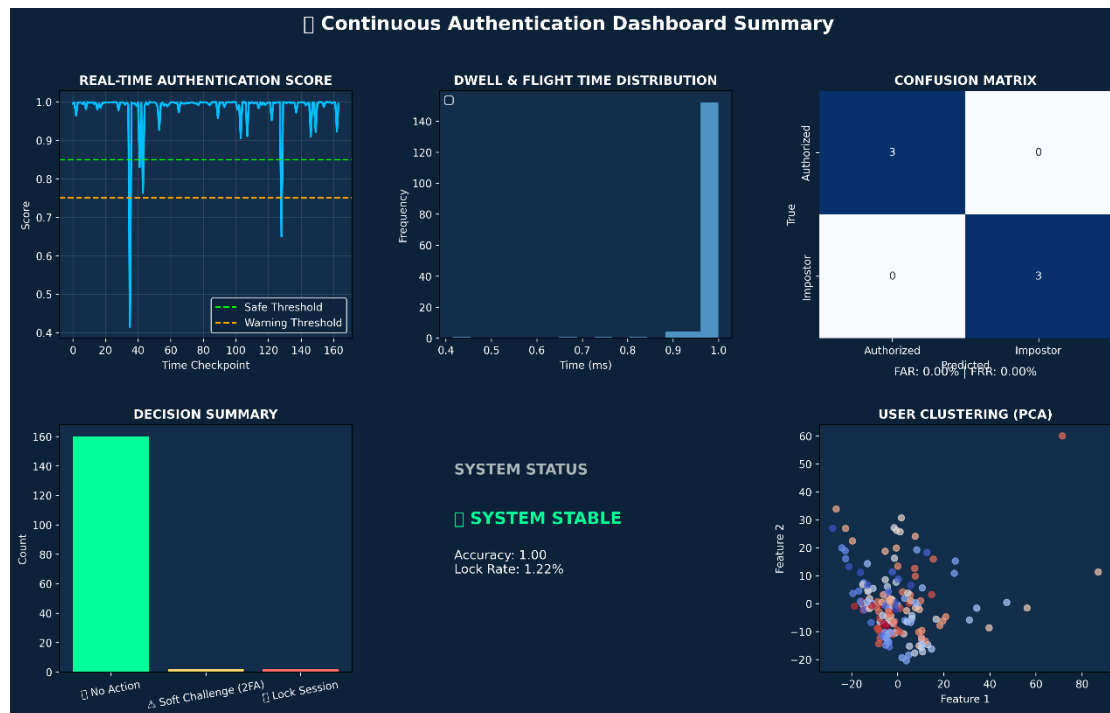 ▯ Continuous Authentication Dashboard Summary
REAL-TIME AUTHENTICATION SCORE
Score
1.0
0.9
0.8
0.7
0.6
0.5
0.4
Safe Threshold
Warning Threshold
0 20 40 60 80 100 120 140 160
Time Checkpoint
DWELL & FLIGHT TIME DISTRIBUTION
Frequency
140
120
100
80
60
40
20
0
0.4 0.5 0.6 0.7 0.8 0.9 1.0
Time (ms)
CONFUSION MATRIX
True
Authorized
Impostor
3 0
0 3
Authorized Impostor
Predicted
FAR: 0.00% | FRR: 0.00%
DECISION SUMMARY
Count
160
140
120
100
80
60
40
20
0
▯ No Action
⚠ Soft Challenge (2FA)
▯ Lock Session
SYSTEM STATUS
▯ SYSTEM STABLE
Accuracy: 1.00
Lock Rate: 1.22%
USER CLUSTERING (PCA)
Feature 2
60
50
40
30
20
10
0
−10
−20
−20 0 20 40 60 80
Feature 1